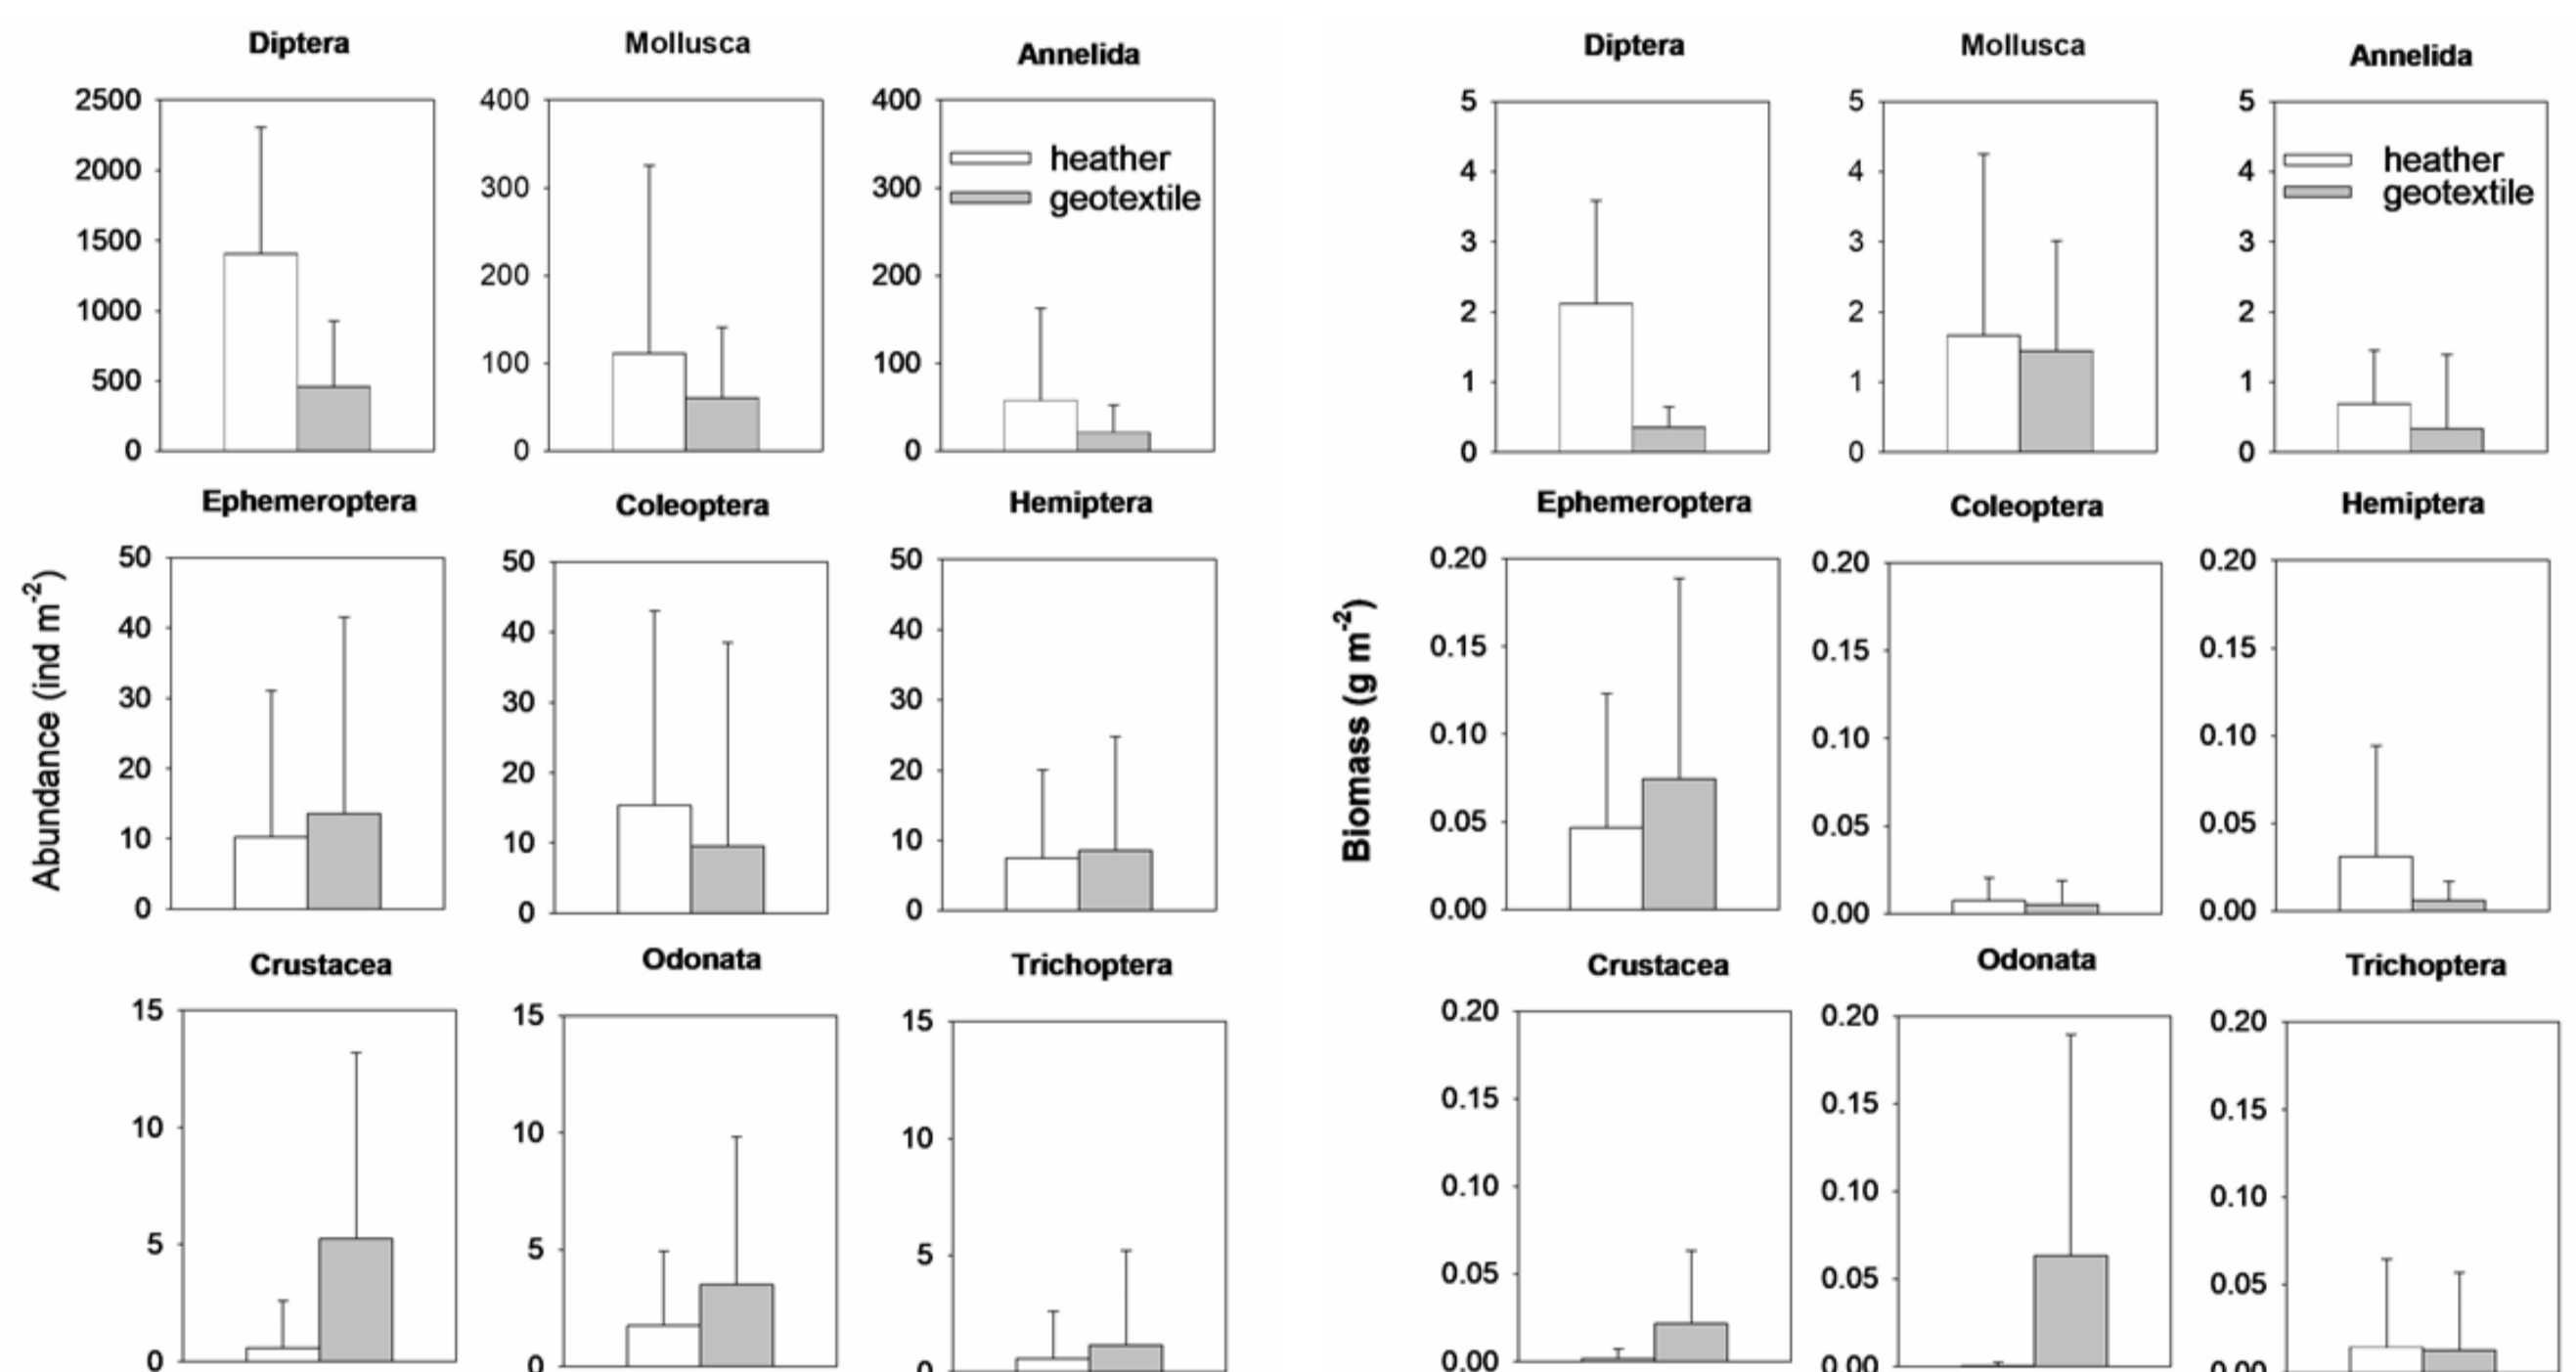 Diptera Mollusca Annelida Diptera Mollusca Annelida
2500 400 400 5 5 5
heather heather
2000 300 300 4 4 4
geotextile geotextile
1500 200 200 3 3 3
1000 100 100 2 2 2
500 1 1 1
0 0 0 0 0 0
Ephemeroptera Coleoptera Hemiptera Ephemeroptera Coleoptera Hemiptera
50 50 50 0.20 0.20 0.20
40 40 40 0.15 0.15 0.15
Abundance (ind m⁻²) Biomass (g m⁻²)
30 30 30 0.10 0.10 0.10
20 20 20 0.05 0.05 0.05
10 10 10
0 0 0 0.00 0.00 0.00
Crustacea Odonata Trichoptera Crustacea Odonata Trichoptera
15 15 15 0.20 0.20 0.20
10 10 10 0.15 0.15 0.15
0.10 0.10 0.10
5 5 5 0.05 0.05 0.05
0 0 0 0.00 0.00 0.00